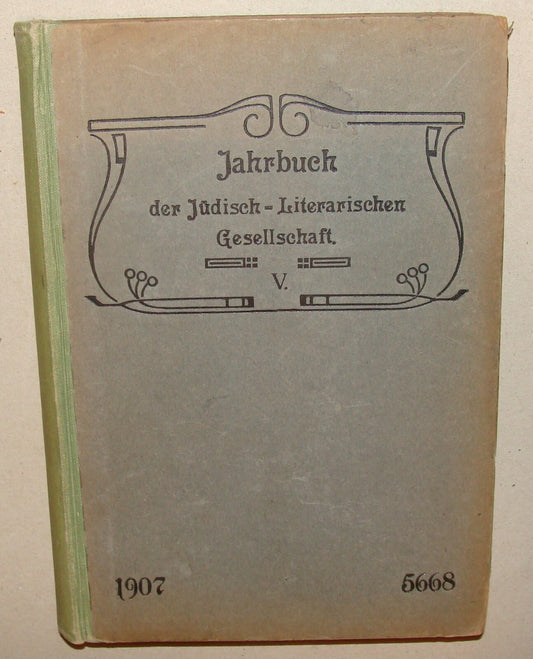 Jahrbuch
der Jüdisch-Literarischen
Gesellschaft.
V.
1907 5668